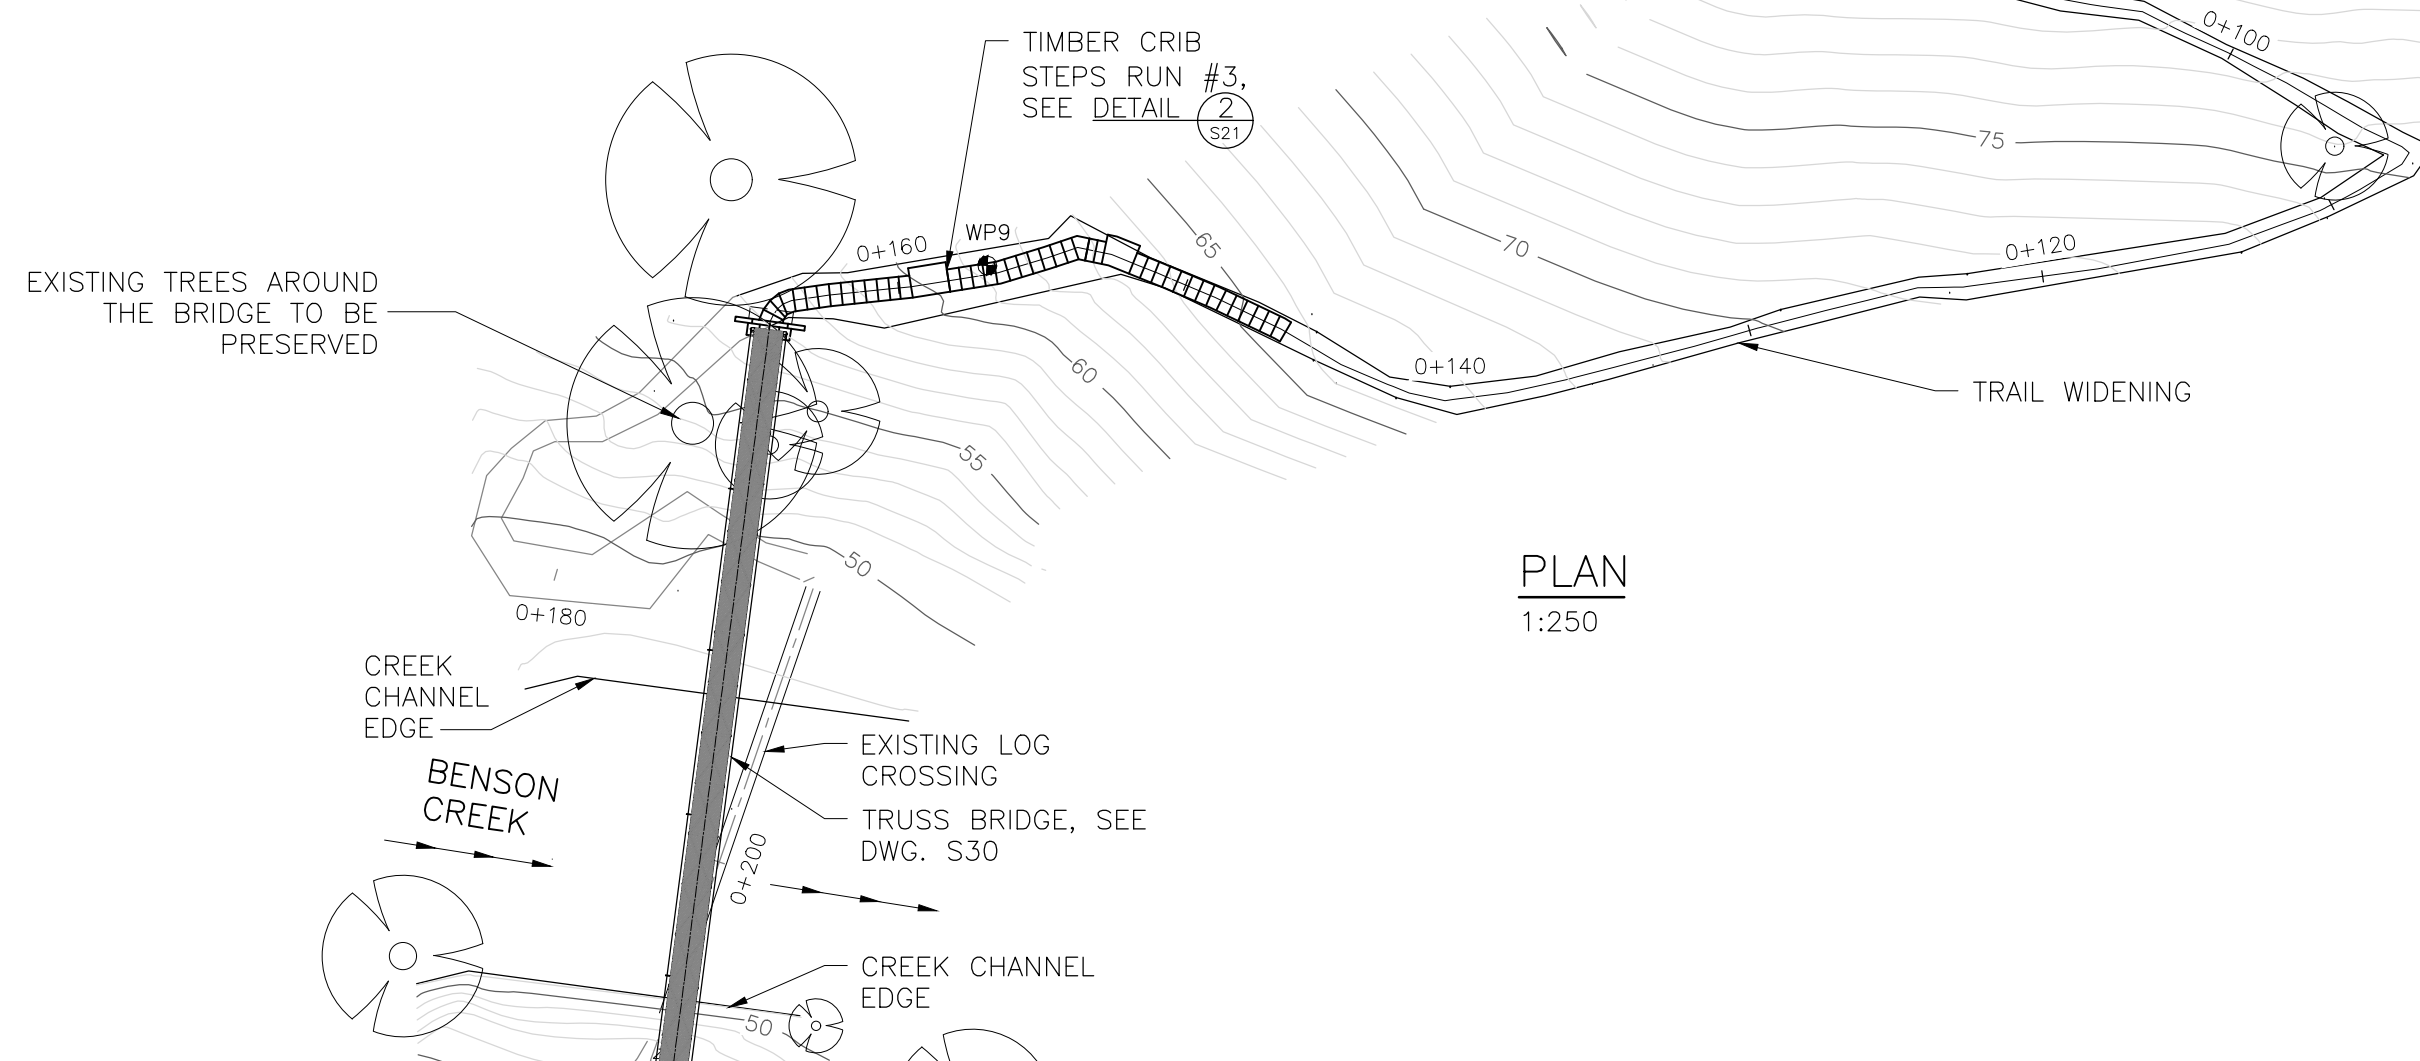 0+100
TIMBER CRIB
STEPS RUN #3,
SEE DETAIL 2
S21
75
WP9
0+160
65
70
0+120
EXISTING TREES AROUND
THE BRIDGE TO BE
PRESERVED
60
0+140
TRAIL WIDENING
55
50
PLAN
1:250
0+180
CREEK
CHANNEL
EDGE
EXISTING LOG
CROSSING
BENSON
CREEK
TRUSS BRIDGE, SEE
DWG. S30
0+200
CREEK CHANNEL
EDGE
50